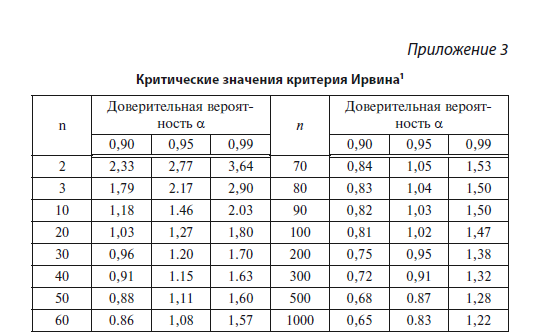 Приложение 3
Критические значения критерия Ирвина¹
n Доверительная вероят- n Доверительная вероят-
ность α ность α
0,90 0,95 0,99 0,90 0,95 0,99
2 2,33 2,77 3,64 70 0,84 1,05 1,53
3 1,79 2.17 2,90 80 0,83 1,04 1,50
10 1,18 1.46 2.03 90 0,82 1,03 1,50
20 1,03 1,27 1,80 100 0,81 1,02 1,47
30 0,96 1.20 1.70 200 0,75 0,95 1,38
40 0,91 1.15 1.63 300 0,72 0,91 1,32
50 0,88 1,11 1,60 500 0,68 0.87 1,28
60 0.86 1,08 1,57 1000 0,65 0.83 1,22